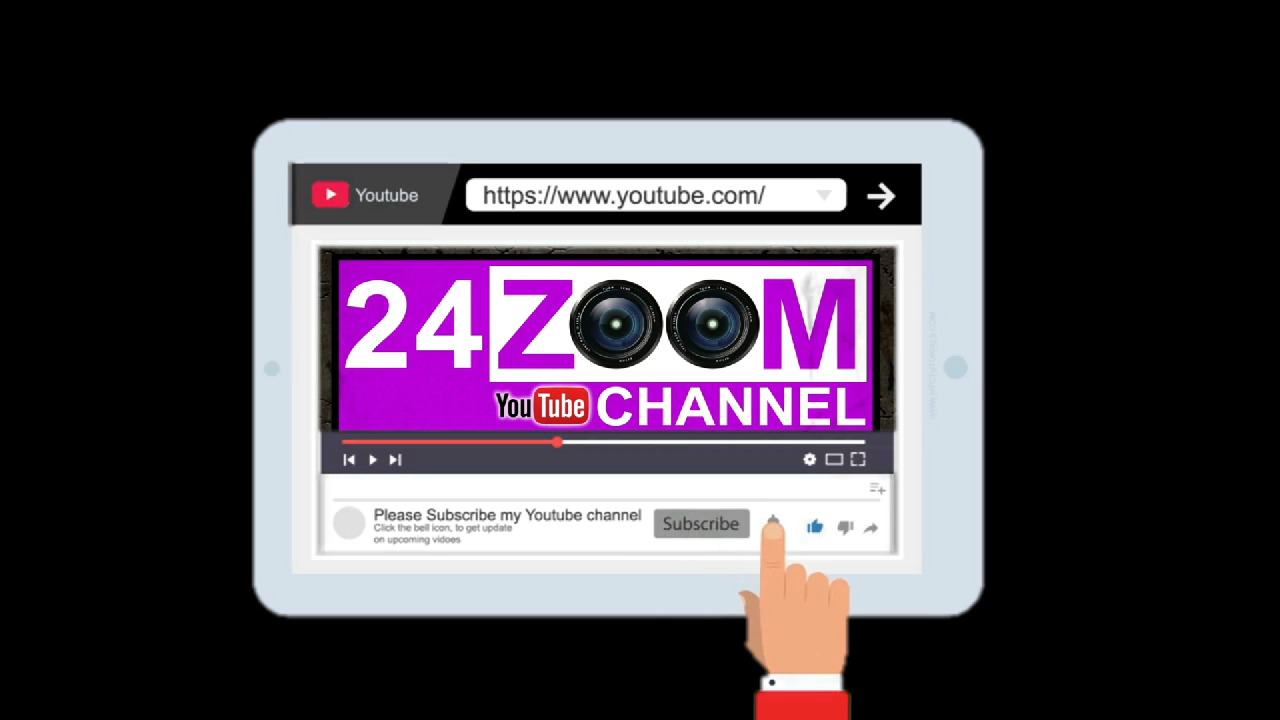 Youtube
https://www.youtube.com/
24ZOOM
YouTube CHANNEL
Please Subscribe my Youtube channel
Click the bell icon, to get update
on upcoming vidoes
Subscribe